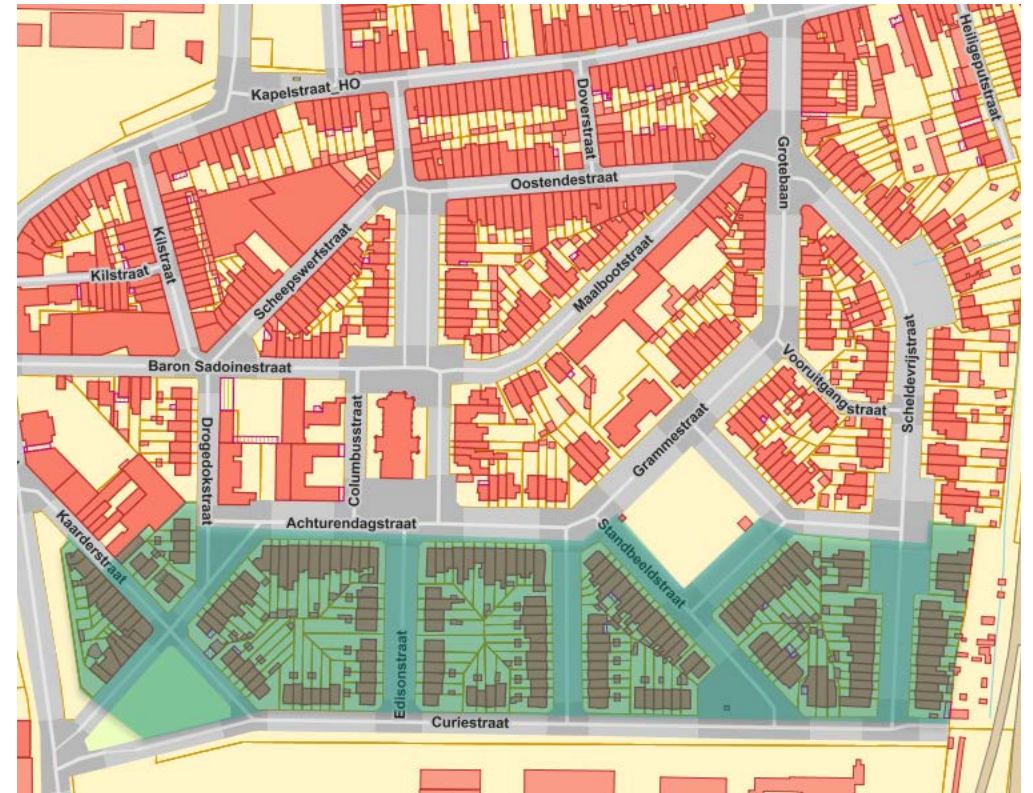 Heiligeputstraat
Kapelstraat_HO
Doverstraat
Grotebaan
Oostendestraat
Kilstraat
Kilstraat
Scheepswerfstraat
Maalbootstraat
Baron Sadoinestraat
Vooruitgangstraat
Scheldevrijstraat
Drogedokstraat
Columbusstraat
Grammestraat
Achturendagstraat
Kaarderstraat
Standbeeldstraat
Edisonstraat
Curiestraat